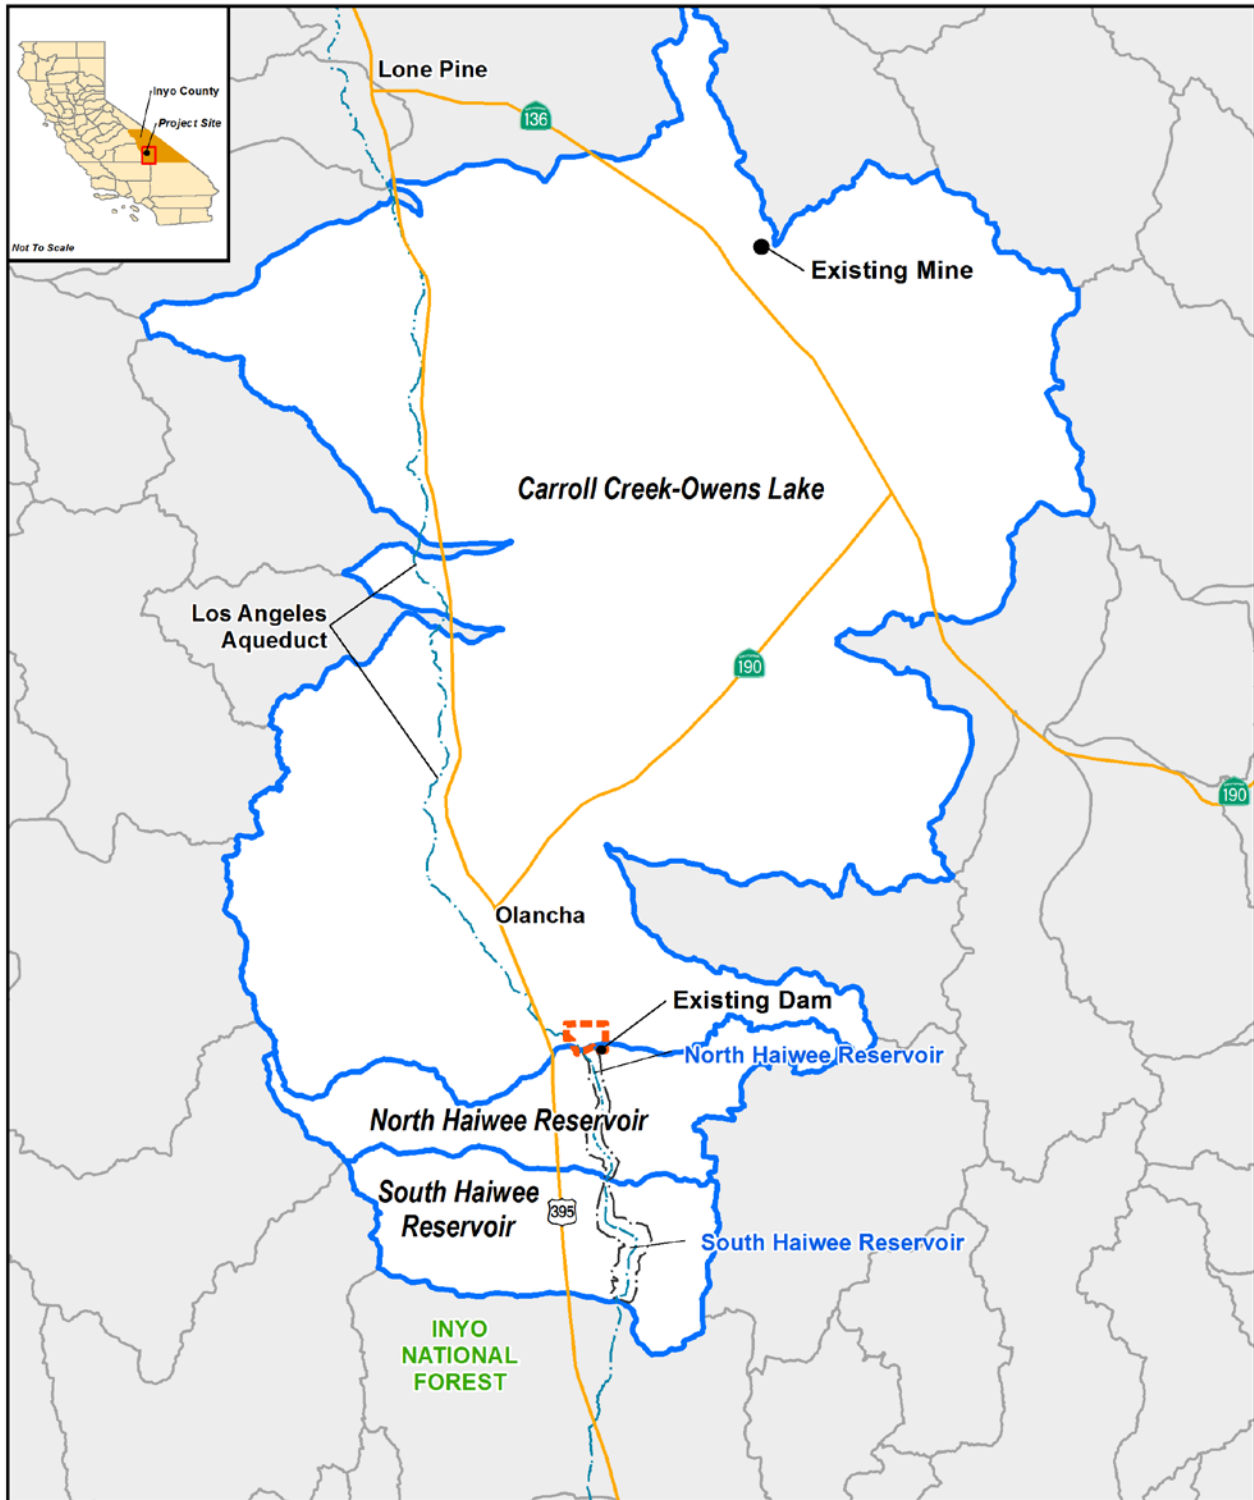 Inyo County
Project Site
Not To Scale
Lone Pine
136
Existing Mine
Carroll Creek-Owens Lake
Los Angeles
Aqueduct
190
190
Olancha
Existing Dam
North Haiwee Reservoir
North Haiwee Reservoir
South Haiwee
Reservoir
395
South Haiwee Reservoir
INYO
NATIONAL
FOREST